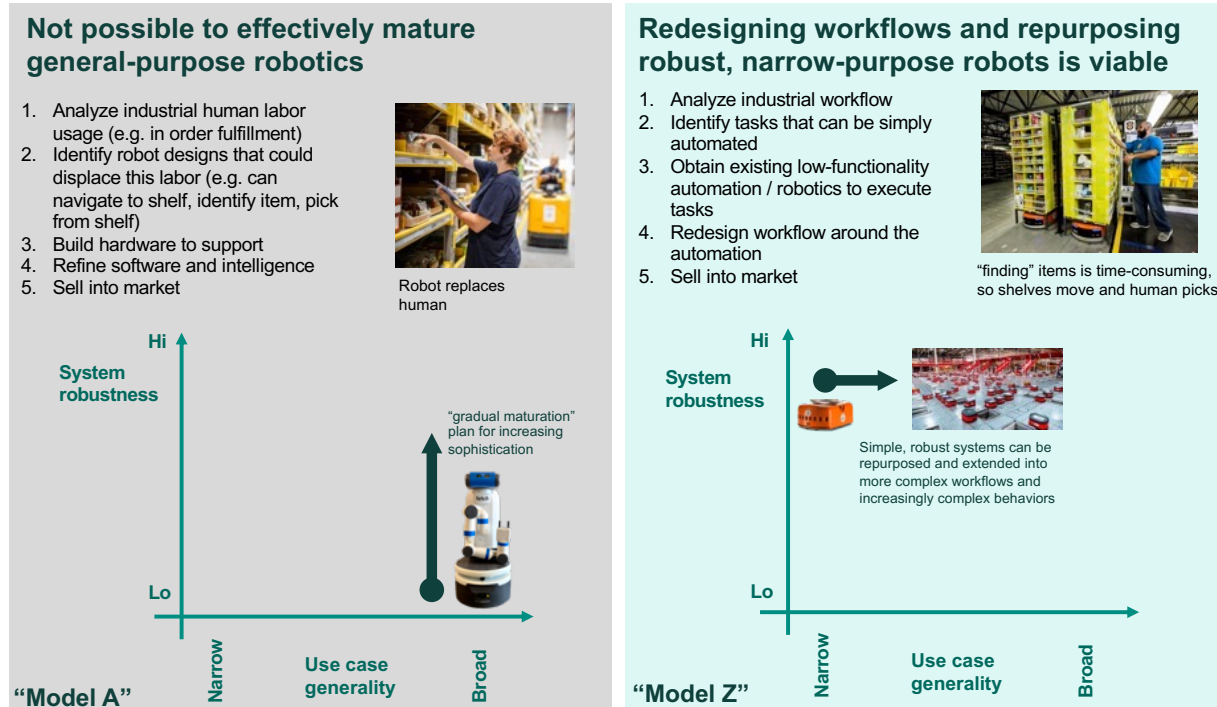 Not possible to effectively mature
general-purpose robotics
1. Analyze industrial human labor
usage (e.g. in order fulfillment)
2. Identify robot designs that could
displace this labor (e.g. can
navigate to shelf, identify item, pick
from shelf)
3. Build hardware to support
4. Refine software and intelligence
5. Sell into market
Robot replaces
human
Hi
System
robustness
"gradual maturation"
plan for increasing
sophistication
Lo
Narrow
Use case
generality
Broad
"Model A"
Redesigning workflows and repurposing
robust, narrow-purpose robots is viable
1. Analyze industrial workflow
2. Identify tasks that can be simply
automated
3. Obtain existing low-functionality
automation / robotics to execute
tasks
4. Redesign workflow around the
automation
5. Sell into market
"finding" items is time-consuming,
so shelves move and human picks
Hi
System
robustness
Simple, robust systems can be
repurposed and extended into
more complex workflows and
increasingly complex behaviors
Lo
Narrow
Use case
generality
Broad
"Model Z"